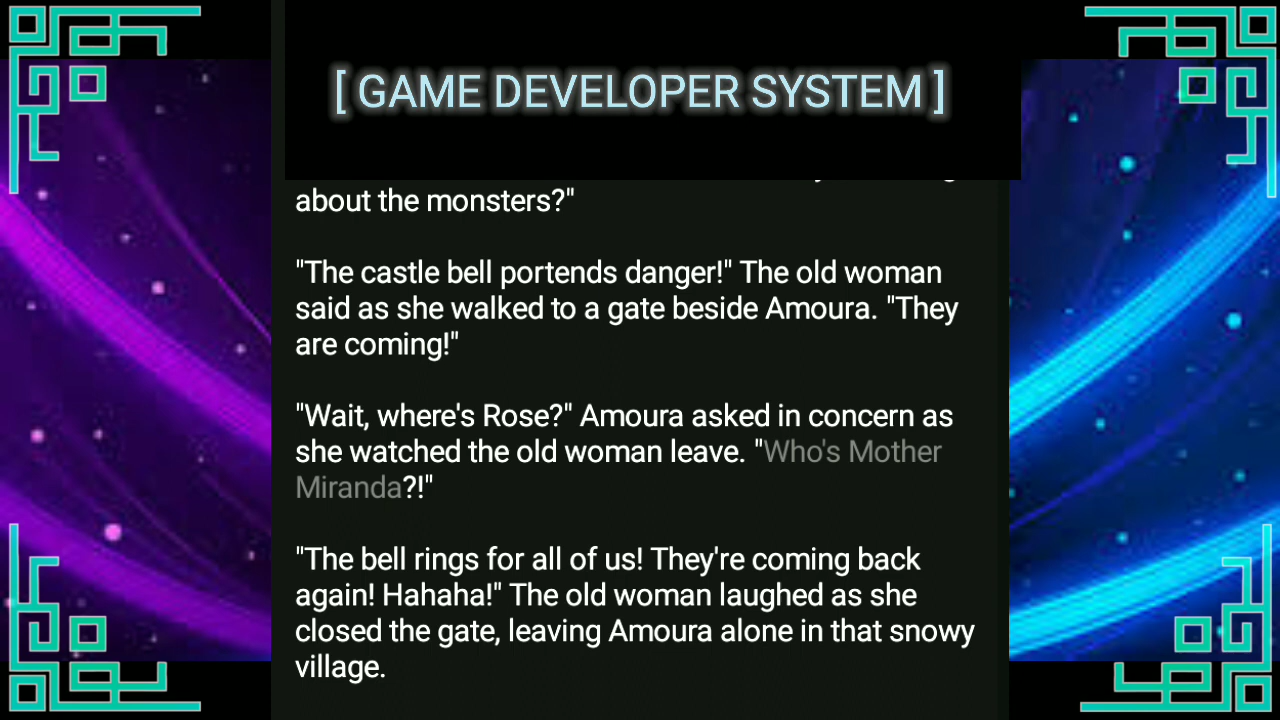 [ GAME DEVELOPER SYSTEM ]
about the monsters?"
"The castle bell portends danger!" The old woman
said as she walked to a gate beside Amoura. "They
are coming!"
"Wait, where's Rose?" Amoura asked in concern as
she watched the old woman leave. "Who's Mother
Miranda?!"
"The bell rings for all of us! They're coming back
again! Hahaha!" The old woman laughed as she
closed the gate, leaving Amoura alone in that snowy
village.